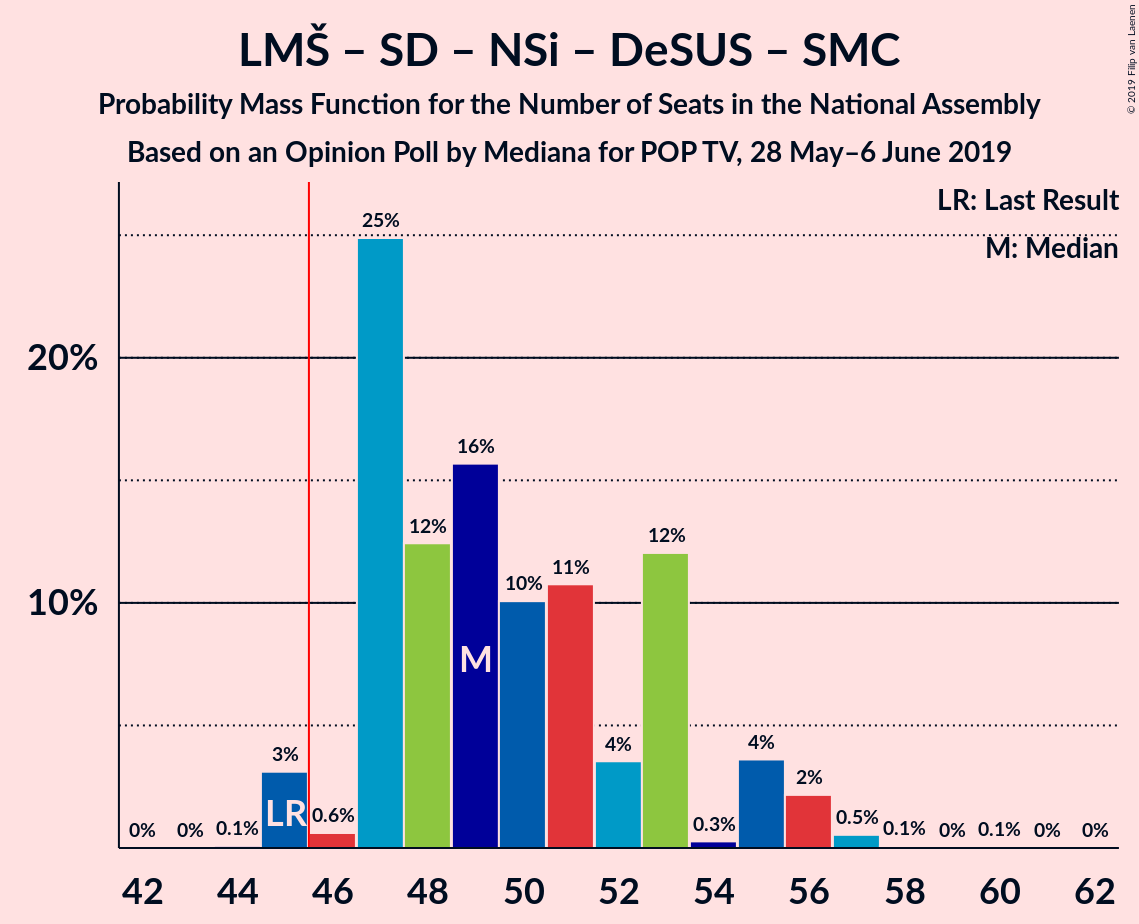 LMŠ – SD – NSi – DeSUS – SMC
Probability Mass Function for the Number of Seats in the National Assembly
Based on an Opinion Poll by Mediana for POP TV, 28 May–6 June 2019
© 2019 Filip van Laenen
LR: Last Result
M: Median
20%
10%
0%
0%
0.1%
3%
0.6%
25%
12%
16%
10%
11%
4%
12%
0.3%
4%
2%
0.5%
0.1%
0%
0.1%
0%
0%
LR
M
42 44 46 48 50 52 54 56 58 60 62